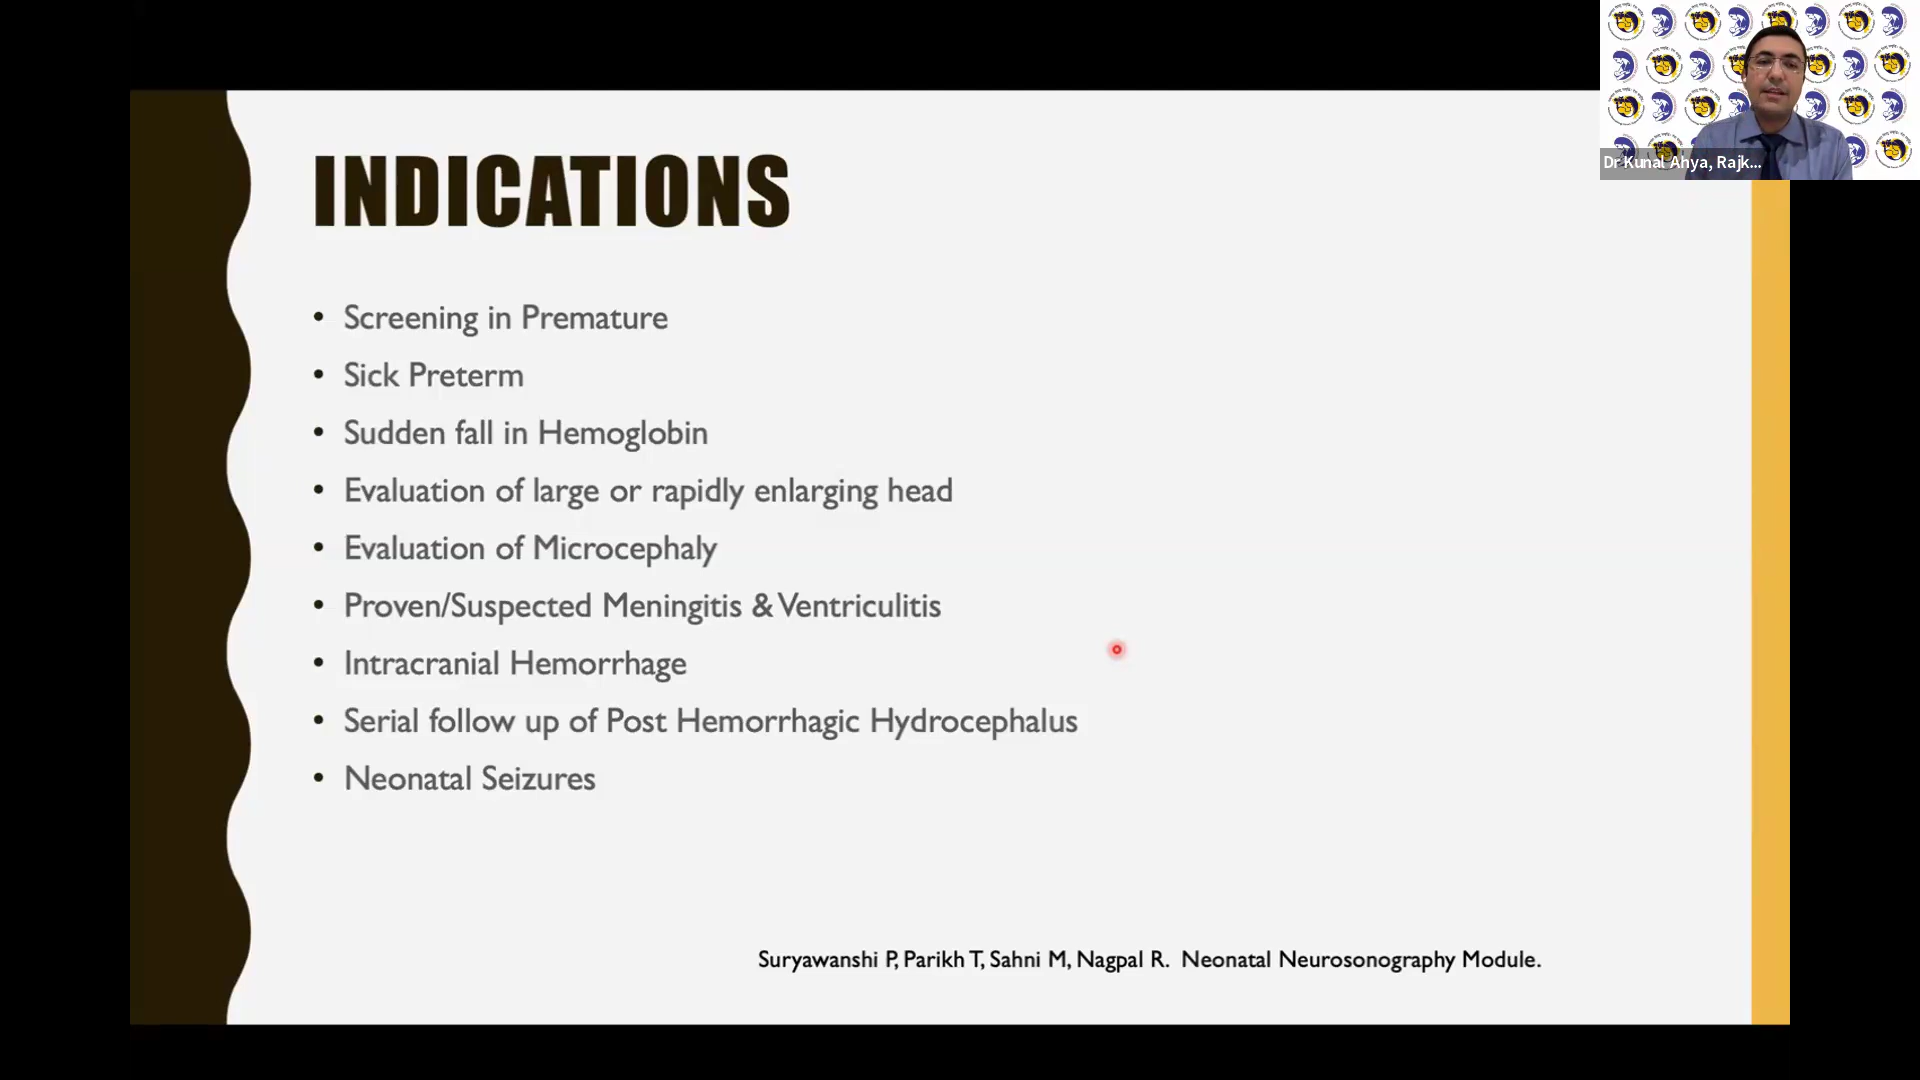 Dr Kunal Ahya, Rajk...
INDICATIONS
• Screening in Premature
• Sick Preterm
• Sudden fall in Hemoglobin
• Evaluation of large or rapidly enlarging head
• Evaluation of Microcephaly
• Proven/Suspected Meningitis & Ventriculitis
• Intracranial Hemorrhage
• Serial follow up of Post Hemorrhagic Hydrocephalus
• Neonatal Seizures
Suryawanshi P, Parikh T, Sahni M, Nagpal R. Neonatal Neurosonography Module.